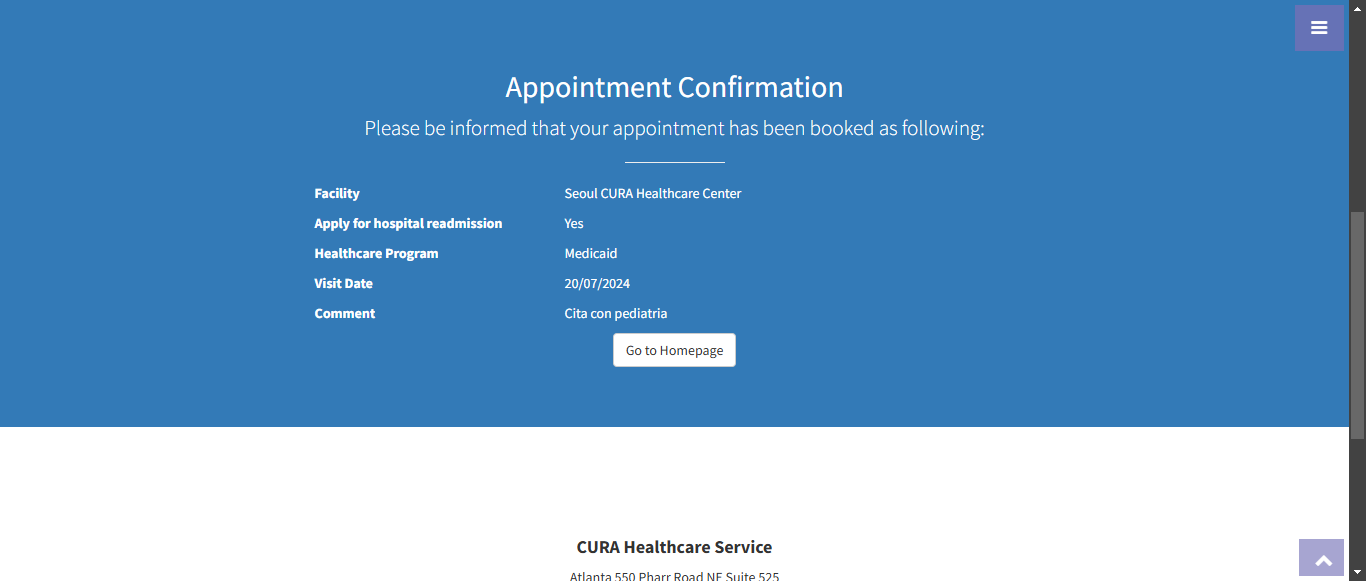 Appointment Confirmation
Please be informed that your appointment has been booked as following:
Facility Seoul CURA Healthcare Center
Apply for hospital readmission Yes
Healthcare Program Medicaid
Visit Date 20/07/2024
Comment Cita con pediatria
Go to Homepage
CURA Healthcare Service
Atlanta 550 Pharr Road NE Suite 525